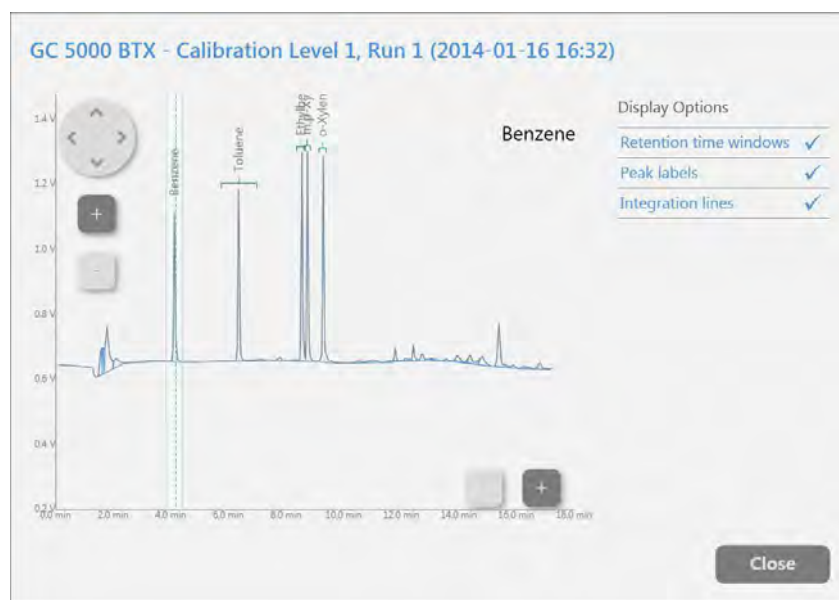 GC 5000 BTX - Calibration Level 1, Run 1 (2014-01-16 16:32)
Display Options
Retention time windows
Peak labels
Integration lines
Benzene
Benzene
Toluene
Ethylbe
m,p-Xy
o-Xylen
1.4 V
1.2 V
1.0 V
0.8 V
0.6 V
0.4 V
0.2 V
0.0 min 2.0 min 4.0 min 6.0 min 8.0 min 10.0 min 12.0 min 14.0 min 16.0 min 18.0 min
+
+
Close